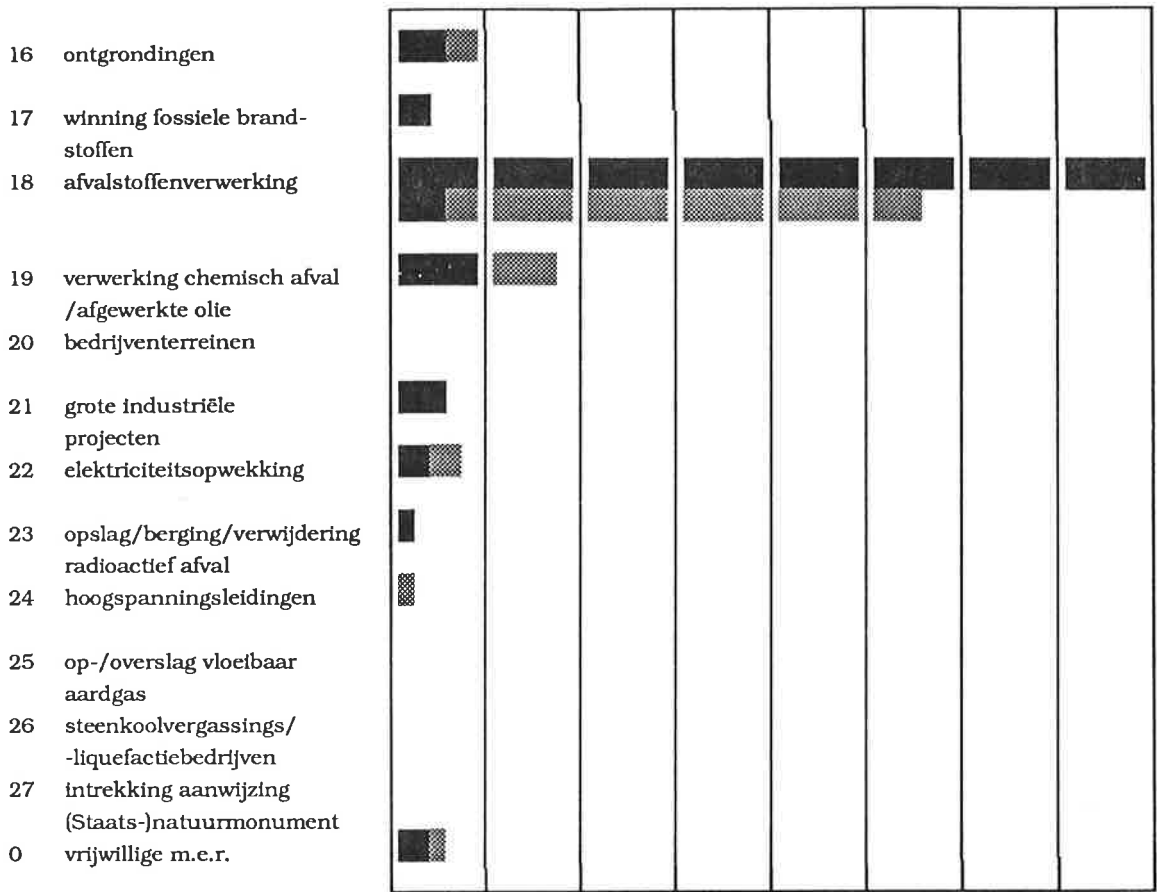 16 ontgrondingen
17 winning fossiele brand-
stoffen
18 afvalstoffenverwerking
19 verwerking chemisch afval
/afgewerkte olie
20 bedrijventerreinen
21 grote industriële
projecten
22 elektriciteitsopwekking
23 opslag/berging/verwijdering
radioactief afval
24 hoogspanningsleidingen
25 op-/overslag vloeibaar
aardgas
26 steenkoolvergassings/
-liquefactiebedrijven
27 intrekking aanwijzing
(Staats-)natuurmonument
0 vrijwillige m.e.r.